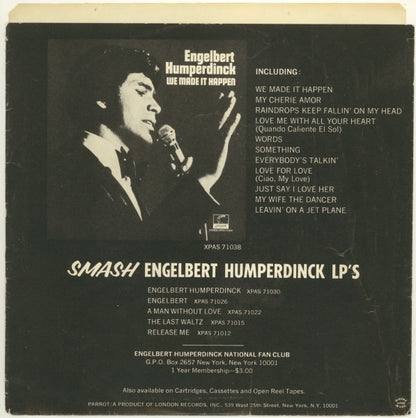 Engelbert
Humperdinck
WE MADE IT HAPPEN
XPAS 71038
INCLUDING:
WE MADE IT HAPPEN
MY CHERIE AMOR
RAINDROPS KEEP FALLIN' ON MY HEAD
LOVE ME WITH ALL YOUR HEART
(Quando Caliente El Sol)
WORDS
SOMETHING
EVERYBODY'S TALKIN'
LOVE FOR LOVE
(Ciao, My Love)
JUST SAY I LOVE HER
MY WIFE THE DANCER
LEAVIN' ON A JET PLANE
SMASH ENGELBERT HUMPERDINCK LP'S
ENGELBERT HUMPERDINCK XPAS 71030
ENGELBERT XPAS 71026
A MAN WITHOUT LOVE XPAS 71022
THE LAST WALTZ XPAS 71015
RELEASE ME XPAS 71012
ENGELBERT HUMPERDINCK NATIONAL FAN CLUB
G.P.O. Box 2657 New York, New York 10001
1 Year Membership—$3.00
Also available on Cartridges, Cassettes and Open Reel Tapes.
PARROT: A PRODUCT OF LONDON RECORDS, INC., 539 West 25th Street, New York, N.Y. 10001